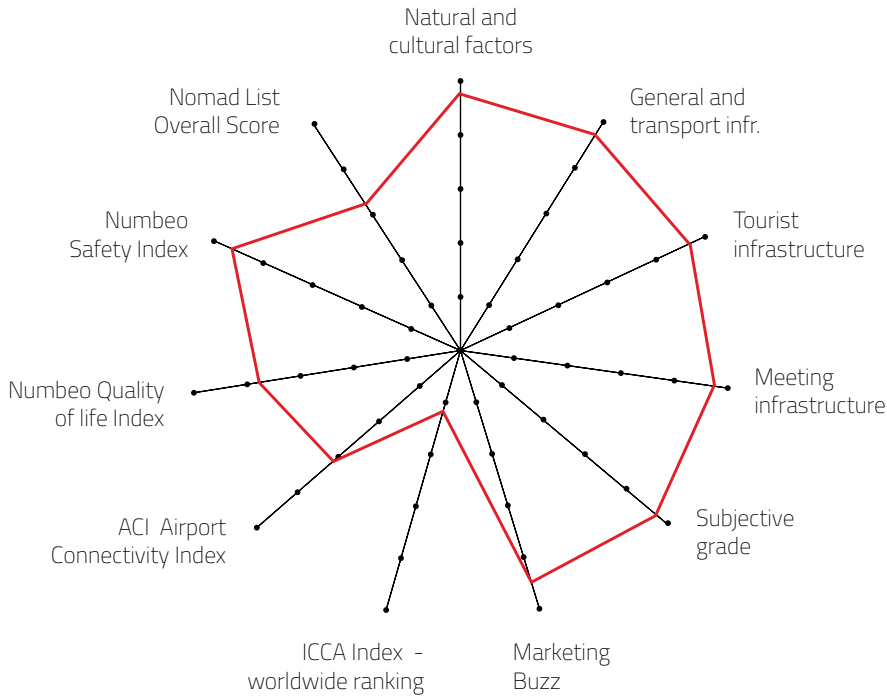 Natural and
cultural factors
General and
transport infr.
Tourist
infrastructure
Meeting
infrastructure
Subjective
grade
Marketing
Buzz
ICCA Index -
worldwide ranking
ACI Airport
Connectivity Index
Numbeo Quality
of life Index
Numbeo
Safety Index
Nomad List
Overall Score